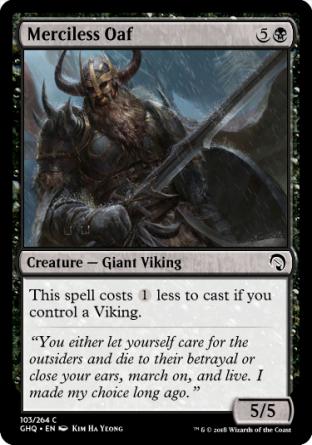 Merciless Oaf 5
Creature — Giant Viking
This spell costs 1 less to cast if you
control a Viking.
“You either let yourself care for the
outsiders and die to their betrayal or
close your ears, march on, and live. I
made my choice long ago.”
5/5
103/264 C
GHQ • EN Kim Ha Yeong
™ & © 2018 Wizards of the Coast